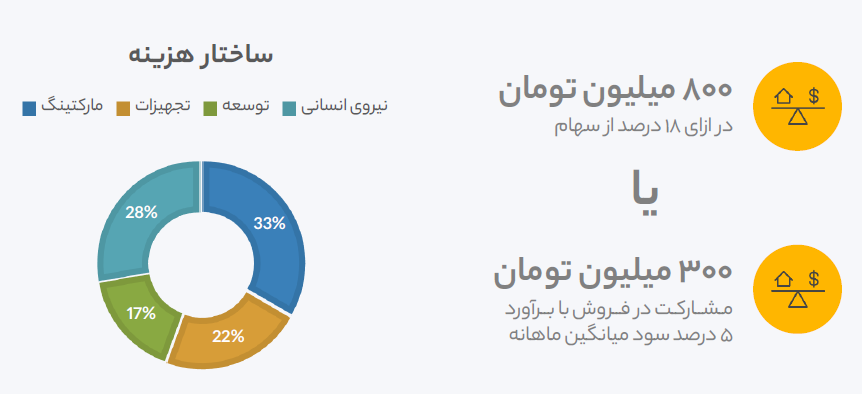 ۸۰۰ میلیون تومان
در ازای ۱۸ درصد از سهام
یا
۳۰۰ میلیون تومان
مشارکت در فروش با برآورد
۵ درصد سود میانگین ماهانه
ساختار هزینه
نیروی انسانی توسعه تجهیزات مارکتینگ
28% 33%
17% 22%
$
$